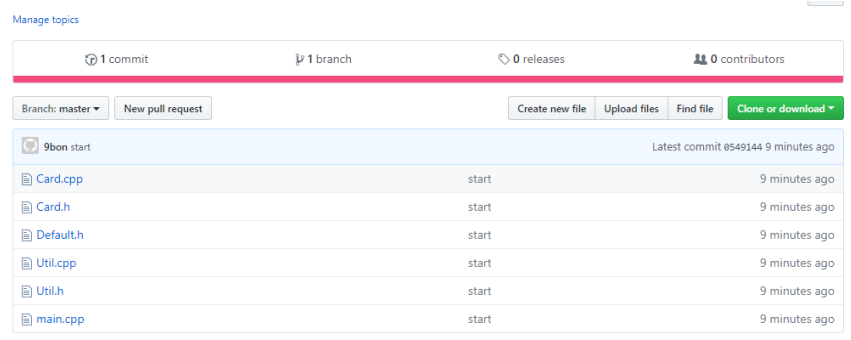 Manage topics
1 commit 1 branch 0 releases 0 contributors
Branch: master New pull request Create new file Upload files Find file Clone or download
9bon start Latest commit 0549144 9 minutes ago
Card.cpp start 9 minutes ago
Card.h start 9 minutes ago
Default.h start 9 minutes ago
Util.cpp start 9 minutes ago
Util.h start 9 minutes ago
main.cpp start 9 minutes ago